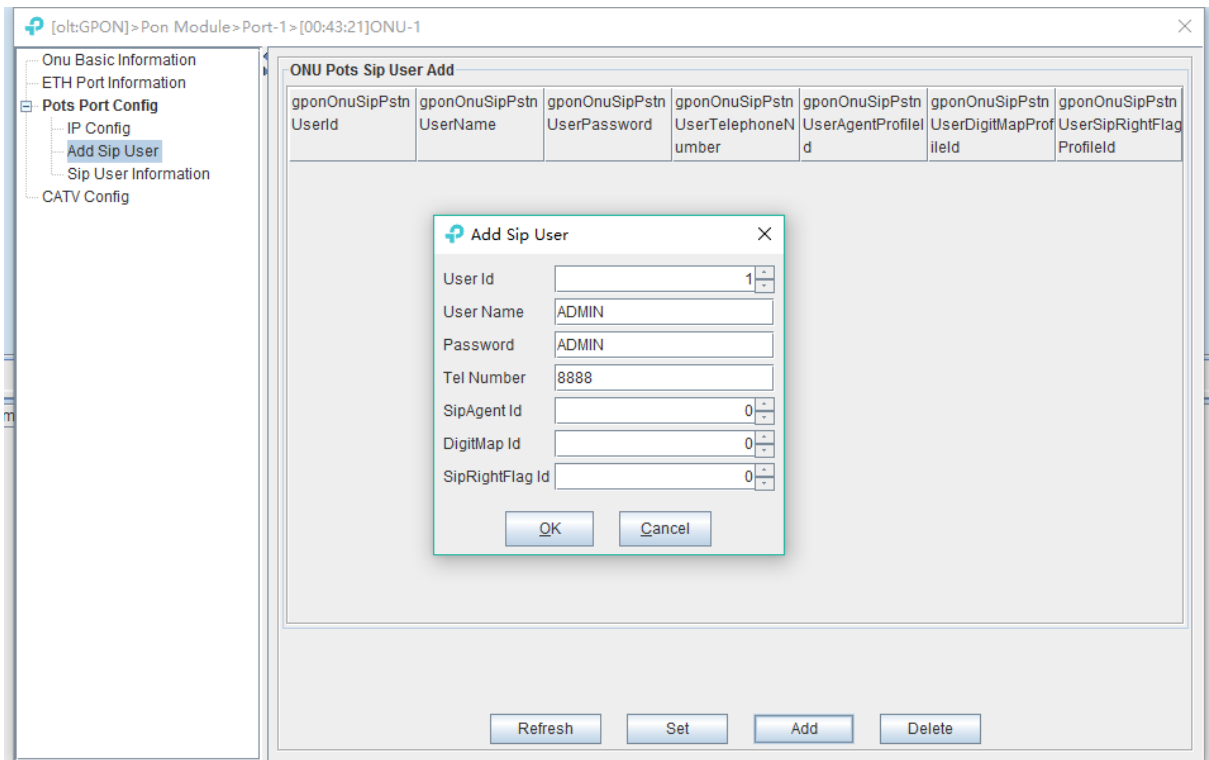 [olt:GPON]>Pon Module>Port-1>[00:43:21]ONU-1
Onu Basic Information
ETH Port Information
Pots Port Config
IP Config
Add Sip User
Sip User Information
CATV Config
ONU Pots Sip User Add
gponOnuSipPstn gponOnuSipPstn gponOnuSipPstn gponOnuSipPstn gponOnuSipPstn gponOnuSipPstn gponOnuSipPstn
UserId UserName UserPassword UserTelephoneN UserAgentProfileI UserDigitMapProf UserSipRightFlag
umber d ileId ProfileId
Add Sip User
User Id 1
User Name ADMIN
Password ADMIN
Tel Number 8888
SipAgent Id 0
DigitMap Id 0
SipRightFlag Id 0
OK Cancel
Refresh Set Add Delete